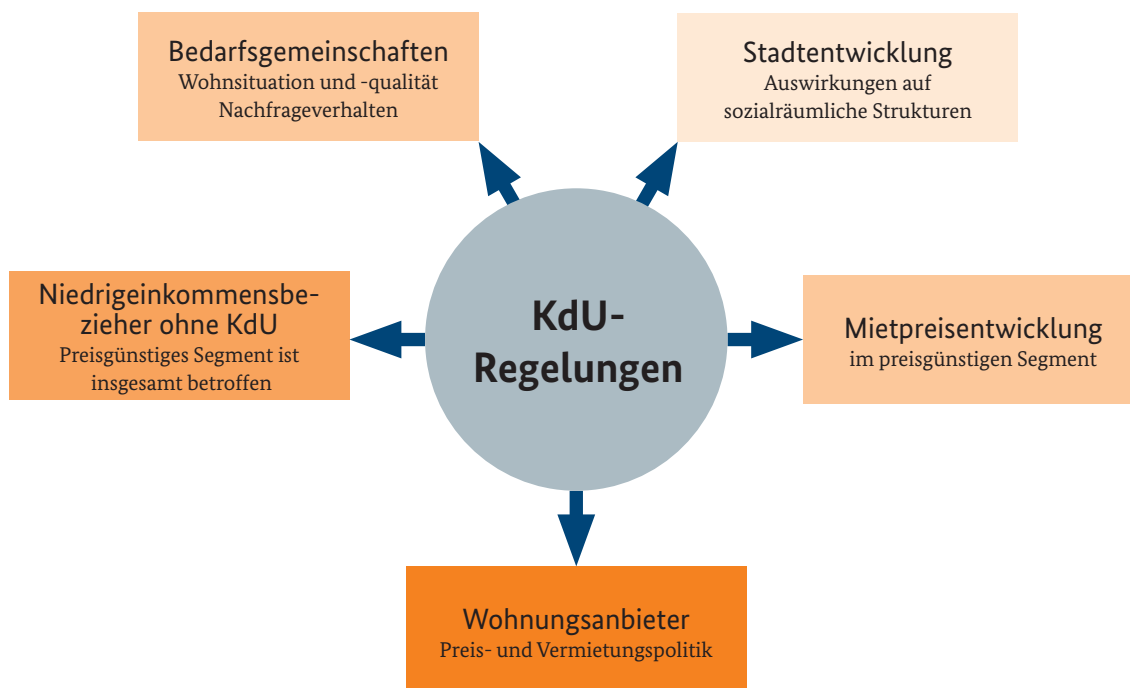 Bedarfsgemeinschaften
Wohnsituation und -qualität
Nachfrageverhalten
Stadtentwicklung
Auswirkungen auf
sozialräumliche Strukturen
Niedrigeinkommensbe-
zieher ohne KdU
Preisgünstiges Segment ist
insgesamt betroffen
KdU-
Regelungen
Mietpreisentwicklung
im preisgünstigen Segment
Wohnungsanbieter
Preis- und Vermietungspolitik